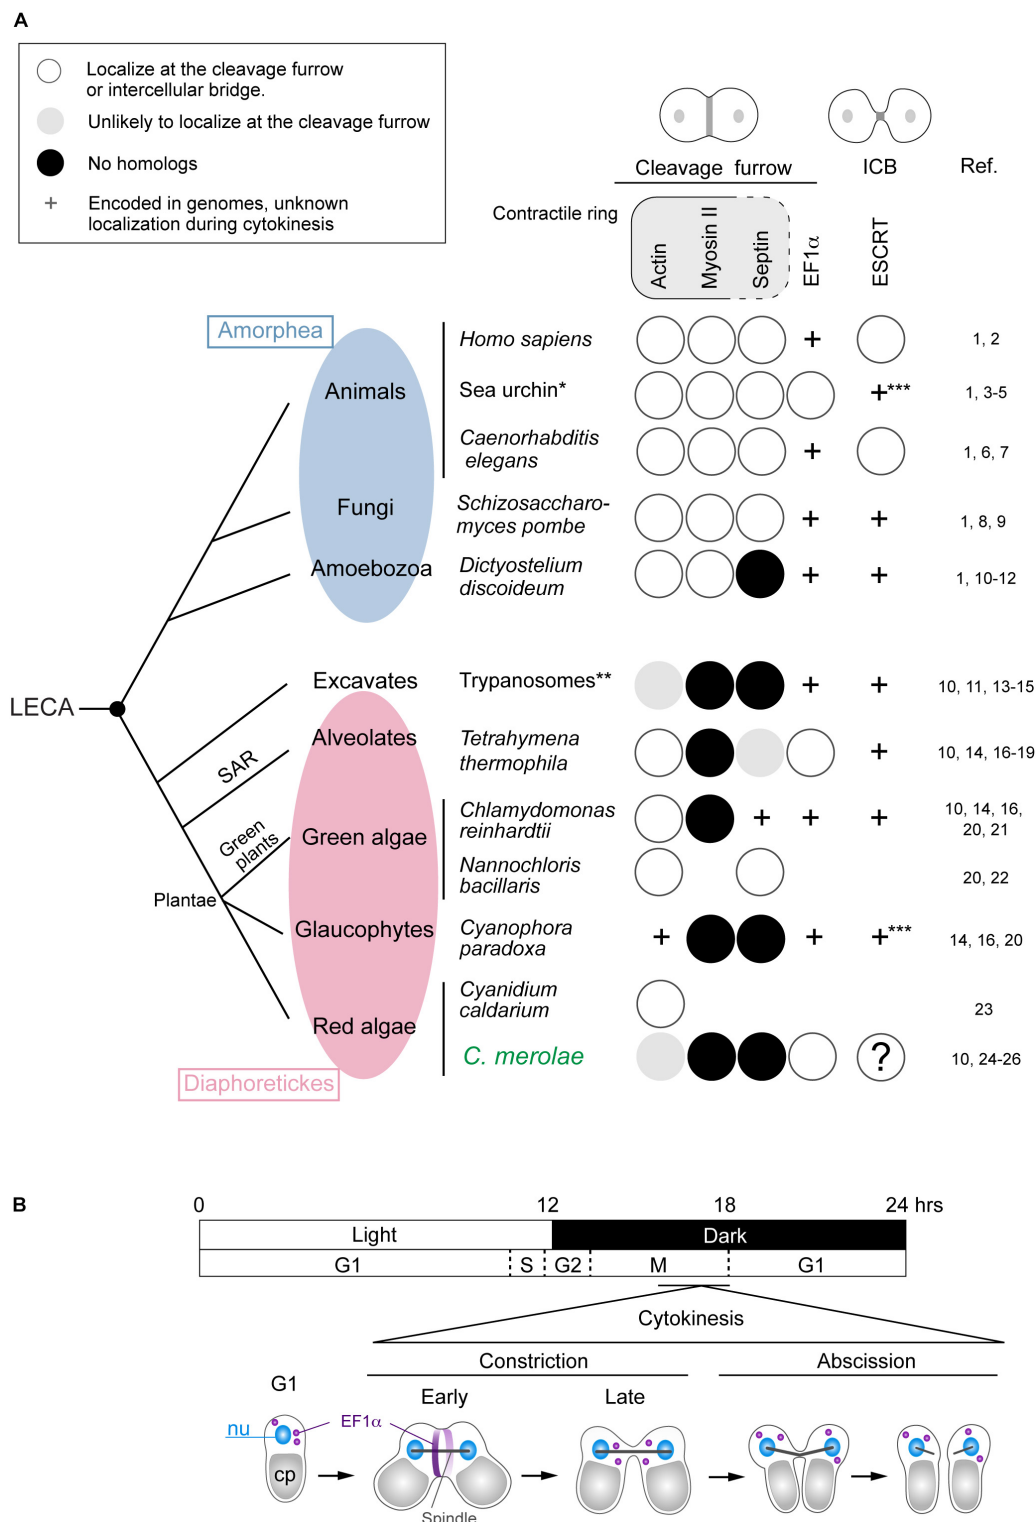 A
Localize at the cleavage furrow
or intercellular bridge.
Unlikely to localize at the cleavage furrow
No homologs
+ Encoded in genomes, unknown
localization during cytokinesis
Cleavage furrow
ICB
Ref.
Contractile ring
Actin
Myosin II
Septin
EF1α
ESCRT
Amorphea
Animals
Homo sapiens + 1, 2
Sea urchin* +*** 1, 3-5
Caenorhabditis
elegans + 1, 6, 7
Fungi
Schizosaccharo-
myces pombe + + 1, 8, 9
Amoebozoa
Dictyostelium
discoideum + + 1, 10-12
LECA
Excavates
Trypanosomes** + + 10, 11, 13-15
SAR
Alveolates
Tetrahymena
thermophila + 10, 14, 16-19
Green
plants
Green algae
Chlamydomonas
reinhardtii + + + 10, 14, 16,
20, 21
Nannochloris
bacillaris 20, 22
Plantae
Glaucophytes
Cyanophora
paradoxa + + +*** 14, 16, 20
Cyanidium
caldarium 23
Red algae
C. merolae ? 10, 24-26
Diaphoretickes
B
0 12 18 24 hrs
Light Dark
G1 S G2 M G1
Cytokinesis
Constriction Abscission
G1 Early Late
nu EF1α
cp
Spindle